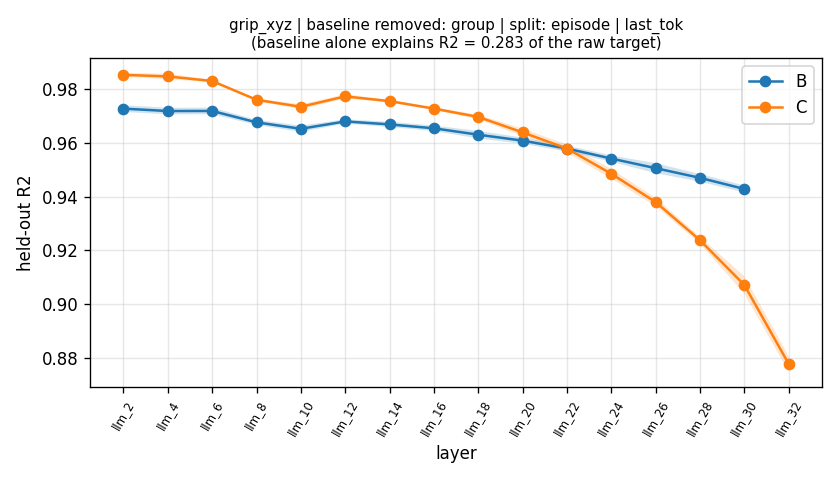 grip_xyz | baseline removed: group | split: episode | last_tok
(baseline alone explains R2 = 0.283 of the raw target)
B
C
0.98
0.96
0.94
0.92
0.90
0.88
held-out R2
llm_2
llm_4
llm_6
llm_8
llm_10
llm_12
llm_14
llm_16
llm_18
llm_20
llm_22
llm_24
llm_26
llm_28
llm_30
llm_32
layer